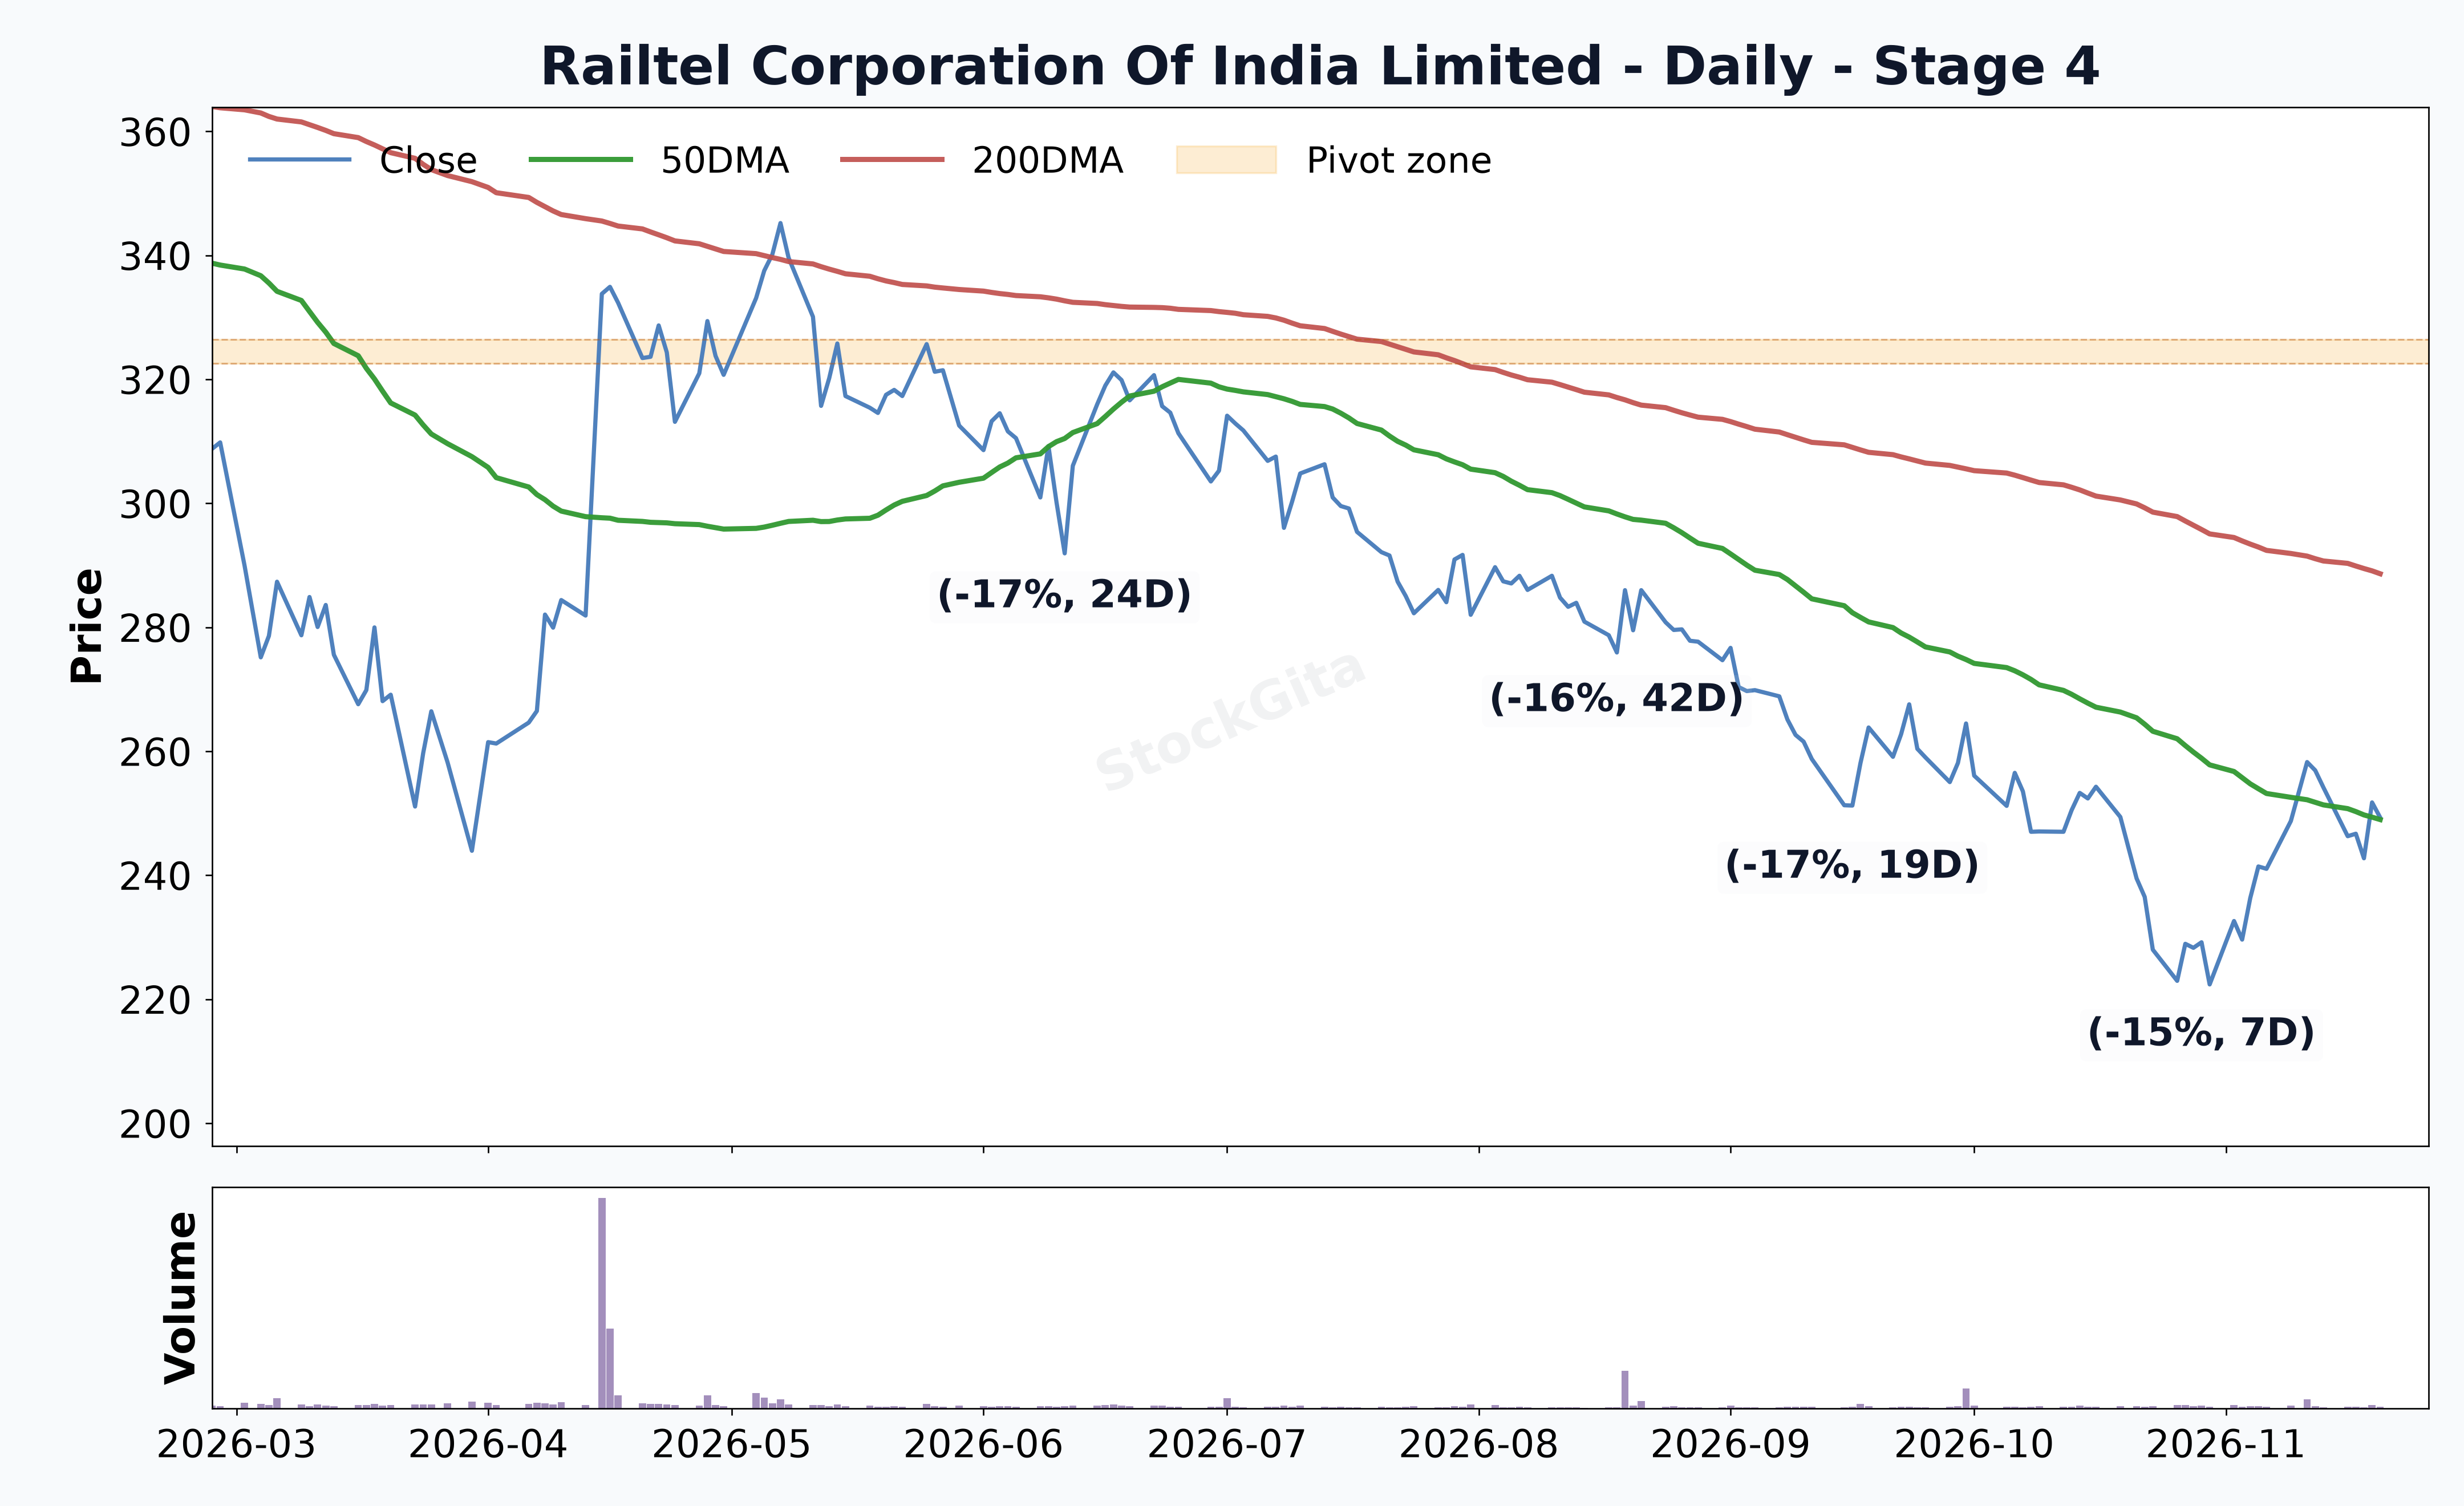 Railtel Corporation Of India Limited - Daily - Stage 4
Close 50DMA 200DMA Pivot zone
360
340
320
300
280
260
240
220
200
Price
(-17%, 24D)
(-16%, 42D)
(-17%, 19D)
(-15%, 7D)
StockGita
Volume
2026-03 2026-04 2026-05 2026-06 2026-07 2026-08 2026-09 2026-10 2026-11